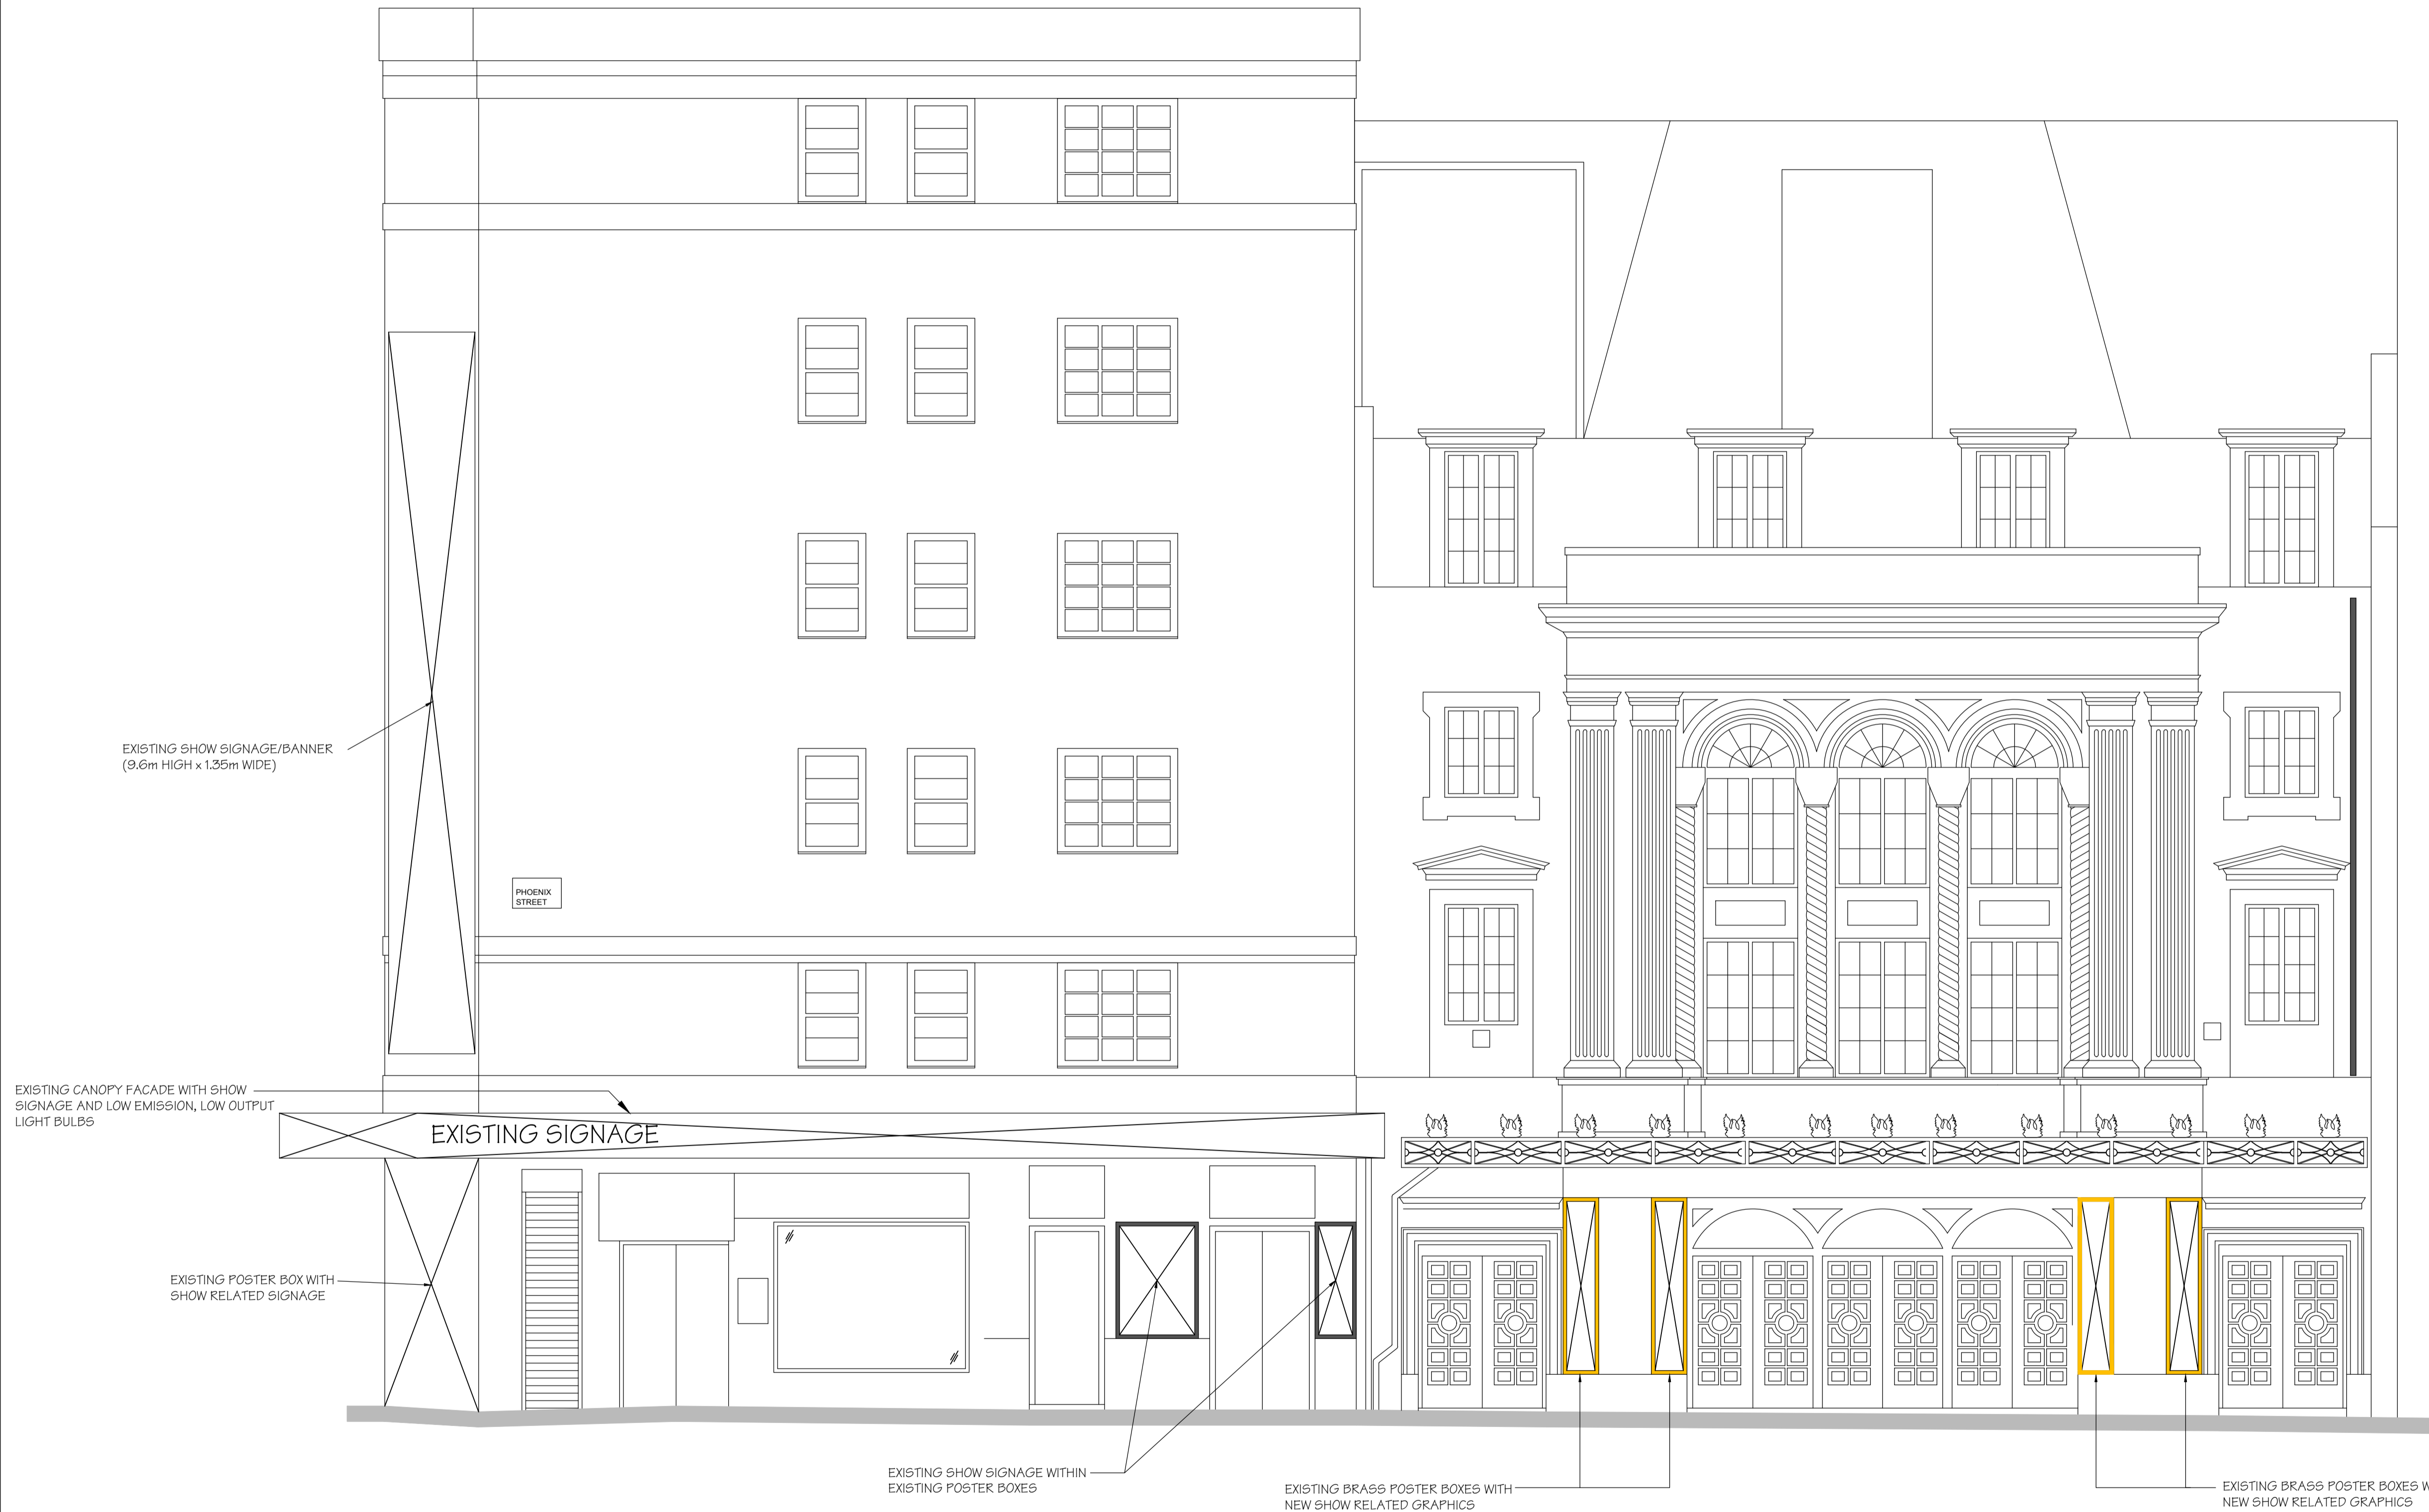 EXISTING SHOW SIGNAGE/BANNER
(9.6m HIGH x 1.35m WIDE)
PHOENIX
STREET
EXISTING CANOPY FACADE WITH SHOW
SIGNAGE AND LOW EMISSION, LOW OUTPUT
LIGHT BULBS
EXISTING SIGNAGE
EXISTING POSTER BOX WITH
SHOW RELATED SIGNAGE
EXISTING SHOW SIGNAGE WITHIN
EXISTING POSTER BOXES
EXISTING BRASS POSTER BOXES WITH
NEW SHOW RELATED GRAPHICS
EXISTING BRASS POSTER BOXES
NEW SHOW RELATED GRAPHICS